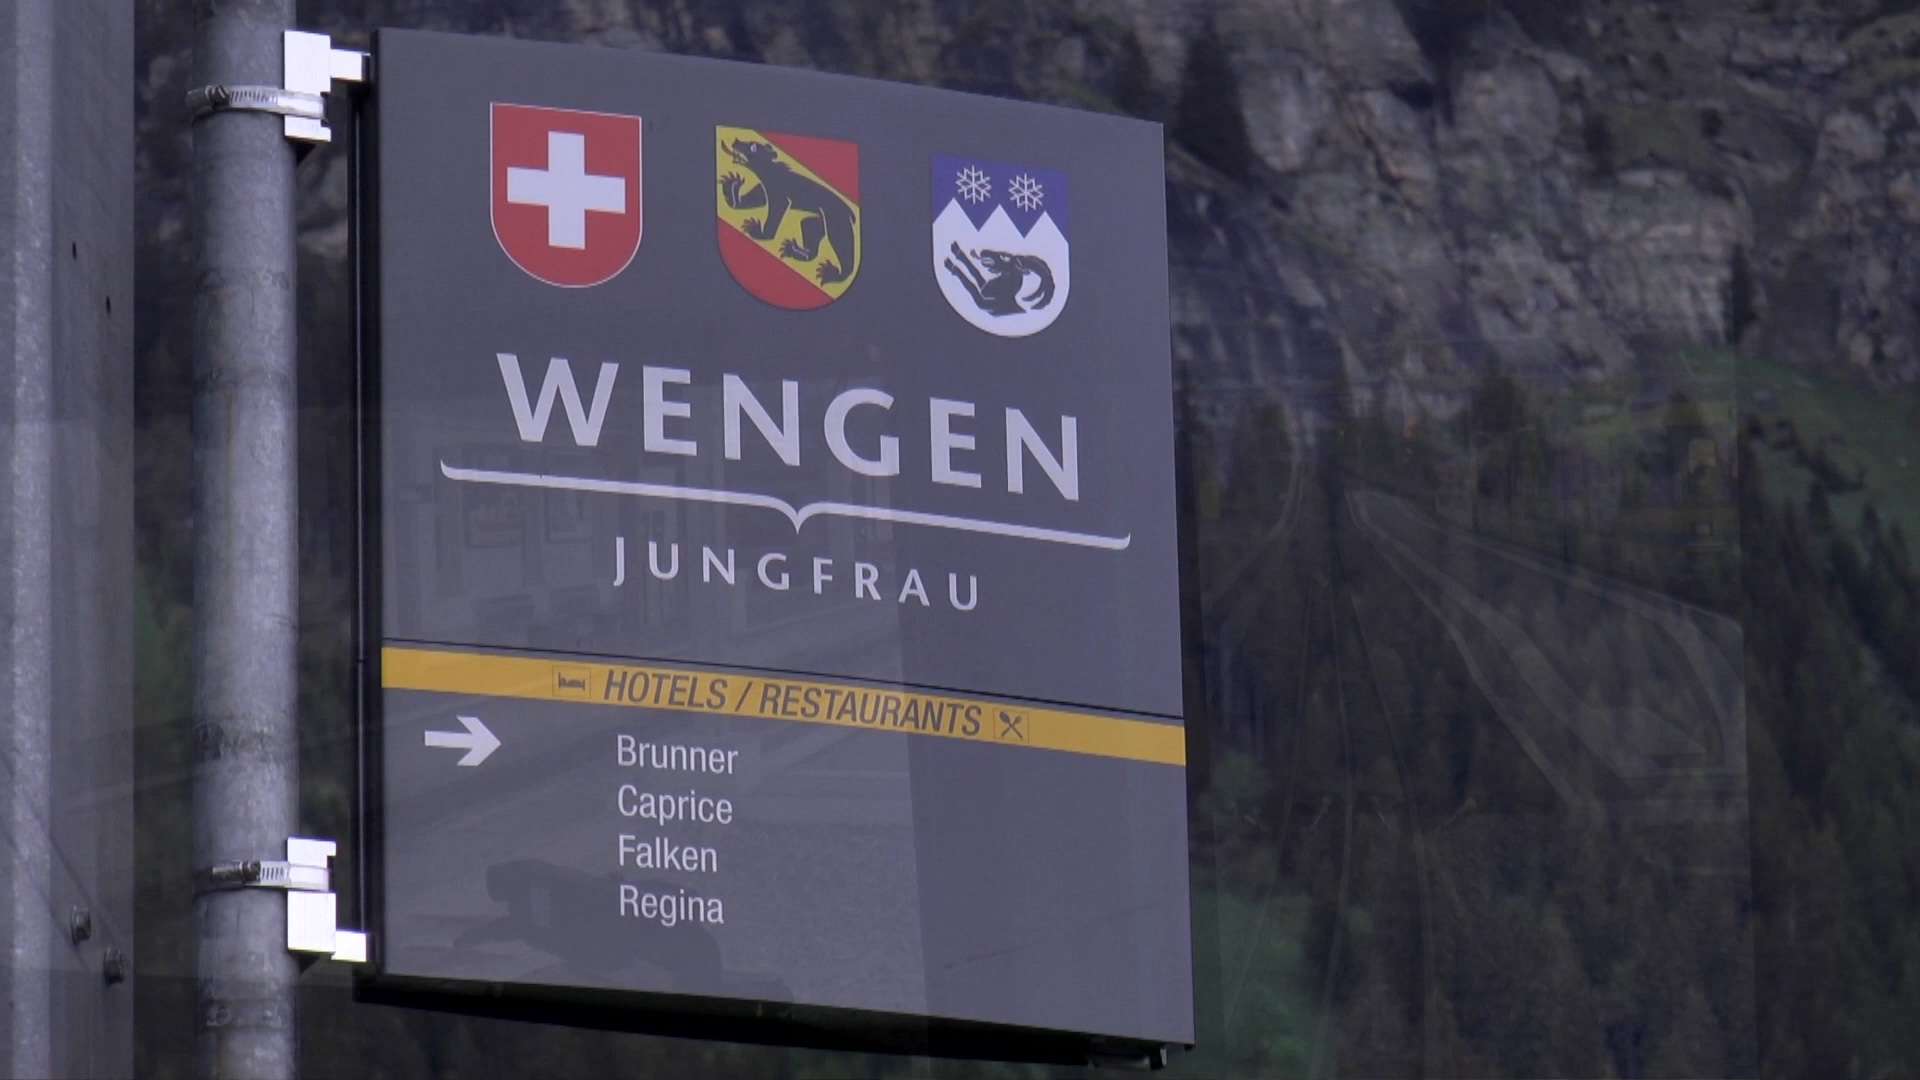 WENGEN
JUNGFRAU
HOTELS / RESTAURANTS
Brunner
Caprice
Falken
Regina